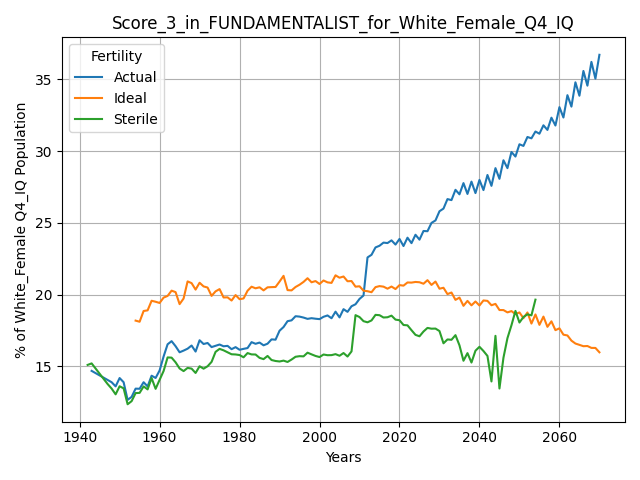 Score_3_in_FUNDAMENTALIST_for_White_Female_Q4_IQ
Fertility
Actual
Ideal
Sterile
% of White_Female Q4_IQ Population
35
30
25
20
15
1940
1960
1980
2000
2020
2040
2060
Years